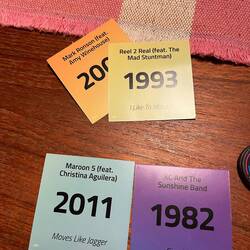 Mark Ronson (feat.
Amy Winehouse)
200
Reel 2 Real (feat. The
Mad Stuntman)
1993
I Like To Move
Maroon 5 (feat.
Christina Aguilera)
2011
Moves Like Jagger
KC And The
Sunshine Band
1982